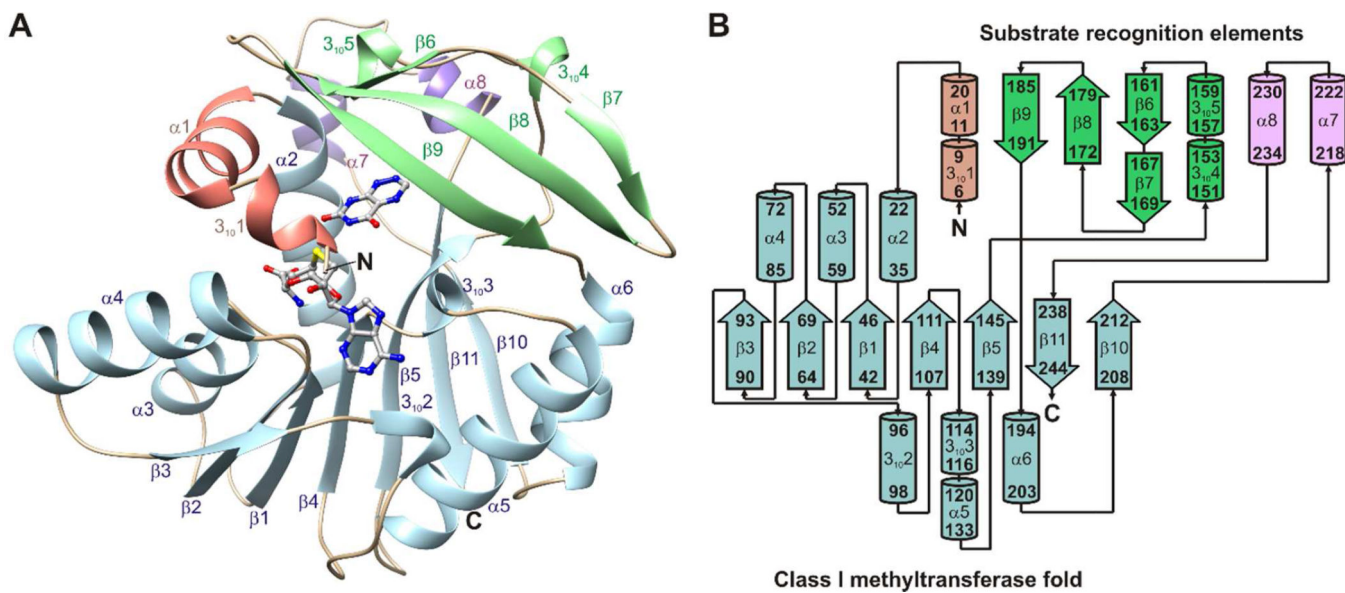 A
3₁₀5
β6
3₁₀4
β7
α8
β8
α1
α2
α7
β9
3₁₀1
N
α6
3₁₀3
α4
β10
β11
β5
α3
3₁₀2
β3
β2
β1
β4
α5
C
B
Substrate recognition elements
20
α1
11
9
3₁₀1
6
N
185
β9
191
179
β8
172
161
β6
163
167
β7
169
159
3₁₀5
157
153
3₁₀4
151
230
α8
234
222
α7
218
72
α4
85
52
α3
59
22
α2
35
93
β3
90
69
β2
64
46
β1
42
111
β4
107
145
β5
139
238
β11
244
C
212
β10
208
96
3₁₀2
98
114
3₁₀3
116
120
α5
133
194
α6
203
Class I methyltransferase fold